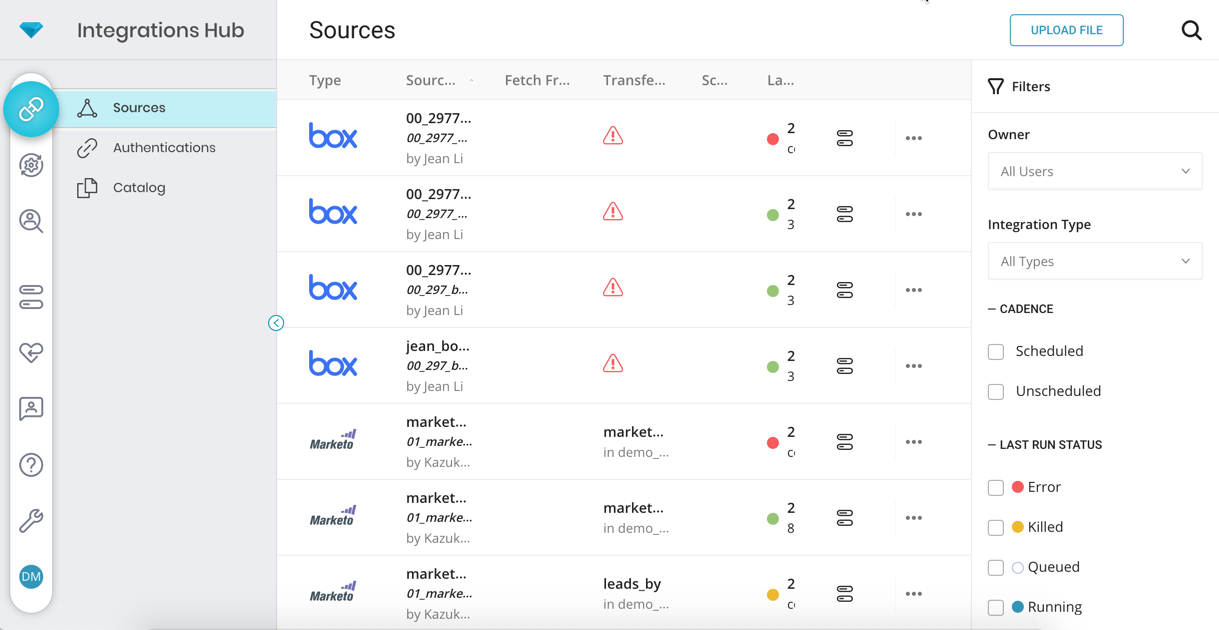 Integrations Hub
Sources
UPLOAD FILE
Sources
Authentications
Catalog
DM
Type Sourc... Fetch Fr... Transfe... Sc... La...
box
00_2977...
00_2977_...
by Jean Li
2
box
00_2977...
00_2977_...
by Jean Li
2
3
box
00_2977...
00_297_b...
by Jean Li
2
3
box
jean_bo...
00_297_b...
by Jean Li
2
3
Marketo
market...
01_marke...
by Kazuk...
market...
in demo_...
2
Marketo
market...
01_marke...
by Kazuk...
market...
in demo_...
2
8
Marketo
market...
01_marke...
by Kazuk...
leads_by
in demo_...
2
Filters
Owner
All Users
Integration Type
All Types
– CADENCE
Scheduled
Unscheduled
– LAST RUN STATUS
Error
Killed
Queued
Running